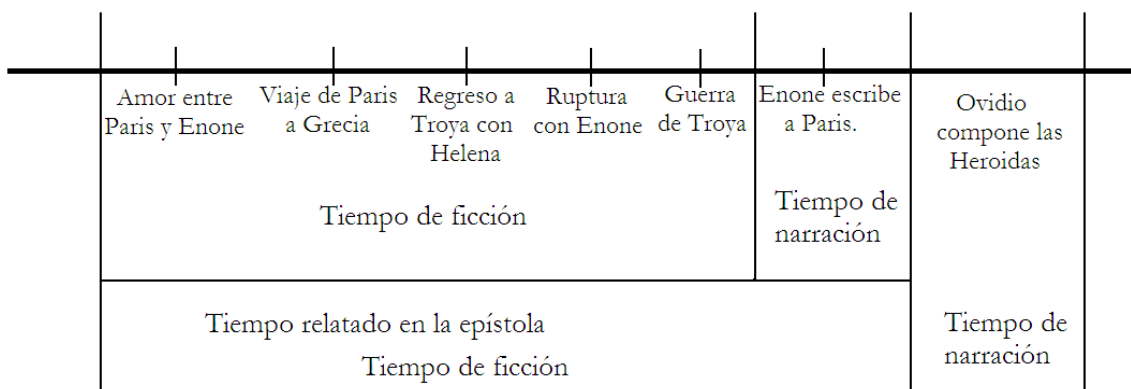 Amor entre
Paris y Enone
Viaje de Paris
a Grecia
Regreso a
Troya con
Helena
Ruptura
con Enone
Guerra
de Troya
Enone escribe
a Paris.
Ovidio
compone las
Heroidas
Tiempo de ficción
Tiempo de
narración
Tiempo relatado en la epístola
Tiempo de ficción
Tiempo de
narración